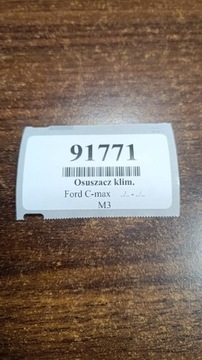 91771
Osuszacz klim.
Ford C-max ../.. - ../..
M3